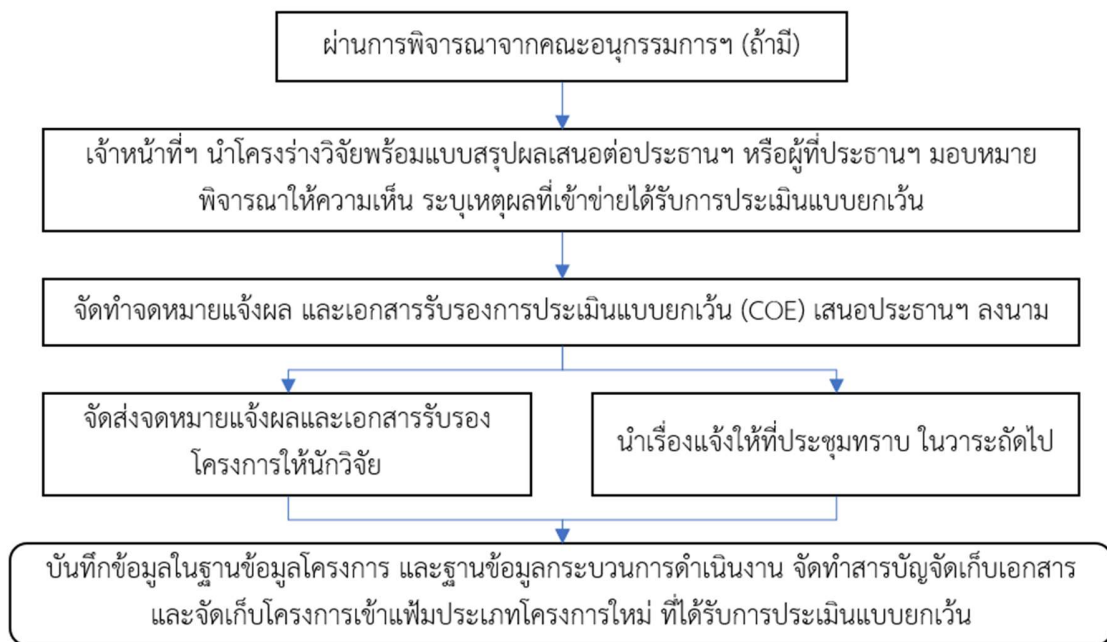 ผ่านการพิจารณาจากคณะอนุกรรมการฯ (ถ้ามี)
เจ้าหน้าที่ฯ นำโครงร่างวิจัยพร้อมแบบสรุปผลเสนอต่อประธานฯ หรือผู้ที่ประธานฯ มอบหมาย
พิจารณาให้ความเห็น ระบุเหตุผลที่เข้าข่ายได้รับการประเมินแบบยกเว้น
จัดทำจดหมายแจ้งผล และเอกสารรับรองการประเมินแบบยกเว้น (COE) เสนอประธานฯ ลงนาม
จัดส่งจดหมายแจ้งผลและเอกสารรับรอง
โครงการให้นักวิจัย
นำเรื่องแจ้งให้ที่ประชุมทราบ ในวาระถัดไป
บันทึกข้อมูลในฐานข้อมูลโครงการ และฐานข้อมูลกระบวนการดำเนินงาน จัดทำสารบัญจัดเก็บเอกสาร
และจัดเก็บโครงการเข้าแฟ้มประเภทโครงการใหม่ ที่ได้รับการประเมินแบบยกเว้น